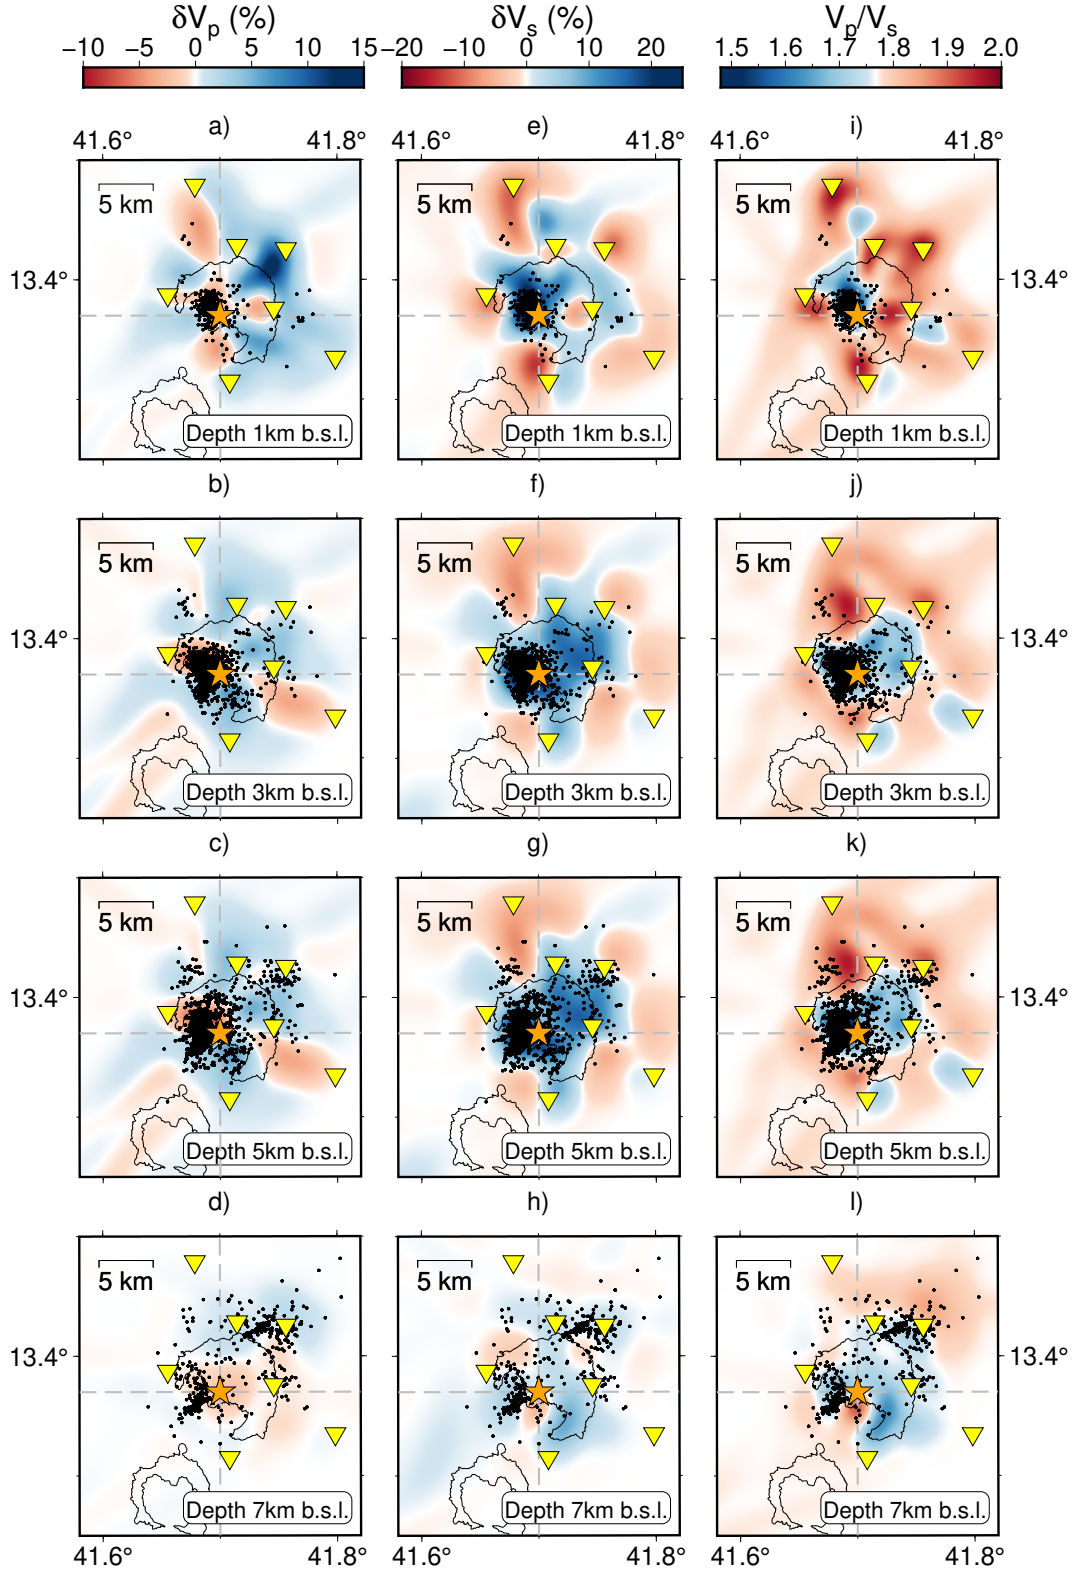 δVp (%) δVs (%) Vp/Vs
−10 −5 0 5 10 15 −20 −10 0 10 20 1.5 1.6 1.7 1.8 1.9 2.0
a) e) i)
41.6° 41.8° 41.6° 41.8° 41.6° 41.8°
5 km 5 km 5 km
13.4° 13.4°
Depth 1km b.s.l. Depth 1km b.s.l. Depth 1km b.s.l.
b) f) j)
5 km 5 km 5 km
13.4° 13.4°
Depth 3km b.s.l. Depth 3km b.s.l. Depth 3km b.s.l.
c) g) k)
5 km 5 km 5 km
13.4° 13.4°
Depth 5km b.s.l. Depth 5km b.s.l. Depth 5km b.s.l.
d) h) l)
5 km 5 km 5 km
13.4° 13.4°
Depth 7km b.s.l. Depth 7km b.s.l. Depth 7km b.s.l.
41.6° 41.8° 41.6° 41.8° 41.6° 41.8°